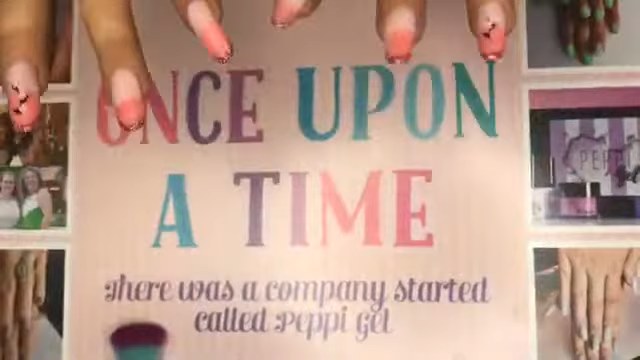 ONCE UPON
A TIME
There was a company started
called Peppi Gel